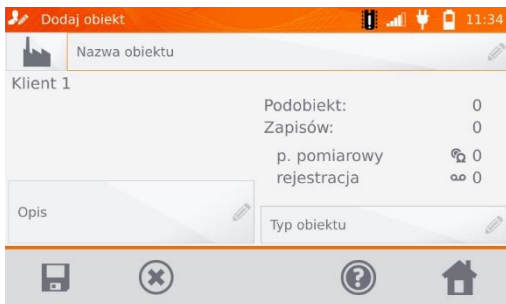 Dodaj obiekt 11:34
Nazwa obiektu
Klient 1
Podobiekt: 0
Zapisów: 0
p. pomiarowy 0
rejestracja 0
Opis
Typ obiektu
?